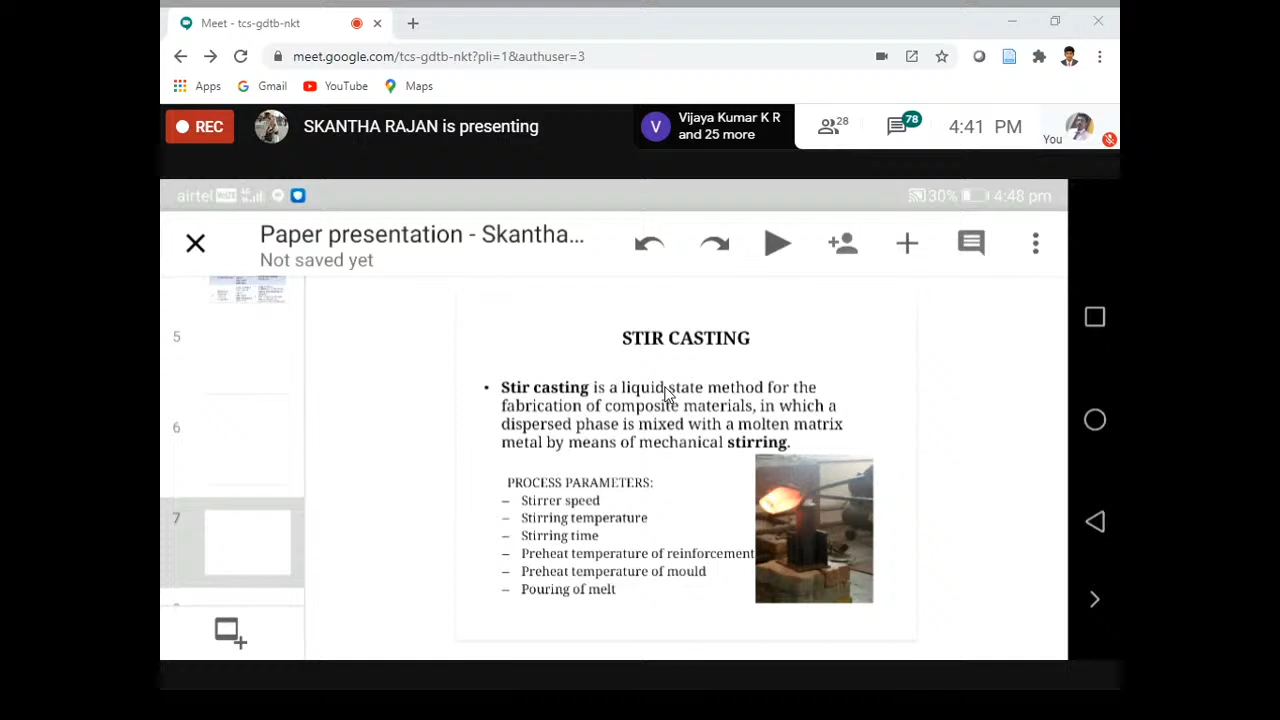 Meet - tcs-gdtb-nkt
meet.google.com/tcs-gdtb-nkt?pli=1&authuser=3
Apps Gmail YouTube Maps
REC
SKANTHA RAJAN is presenting
V
Vijaya Kumar K R
and 25 more
28
78
4:41 PM
You
airtel VoLTE 4G 30% 4:48 pm
Paper presentation - Skantha...
Not saved yet
5
6
7
STIR CASTING
• Stir casting is a liquid state method for the
fabrication of composite materials, in which a
dispersed phase is mixed with a molten matrix
metal by means of mechanical stirring.
PROCESS PARAMETERS:
– Stirrer speed
– Stirring temperature
– Stirring time
– Preheat temperature of reinforcement
– Preheat temperature of mould
– Pouring of melt